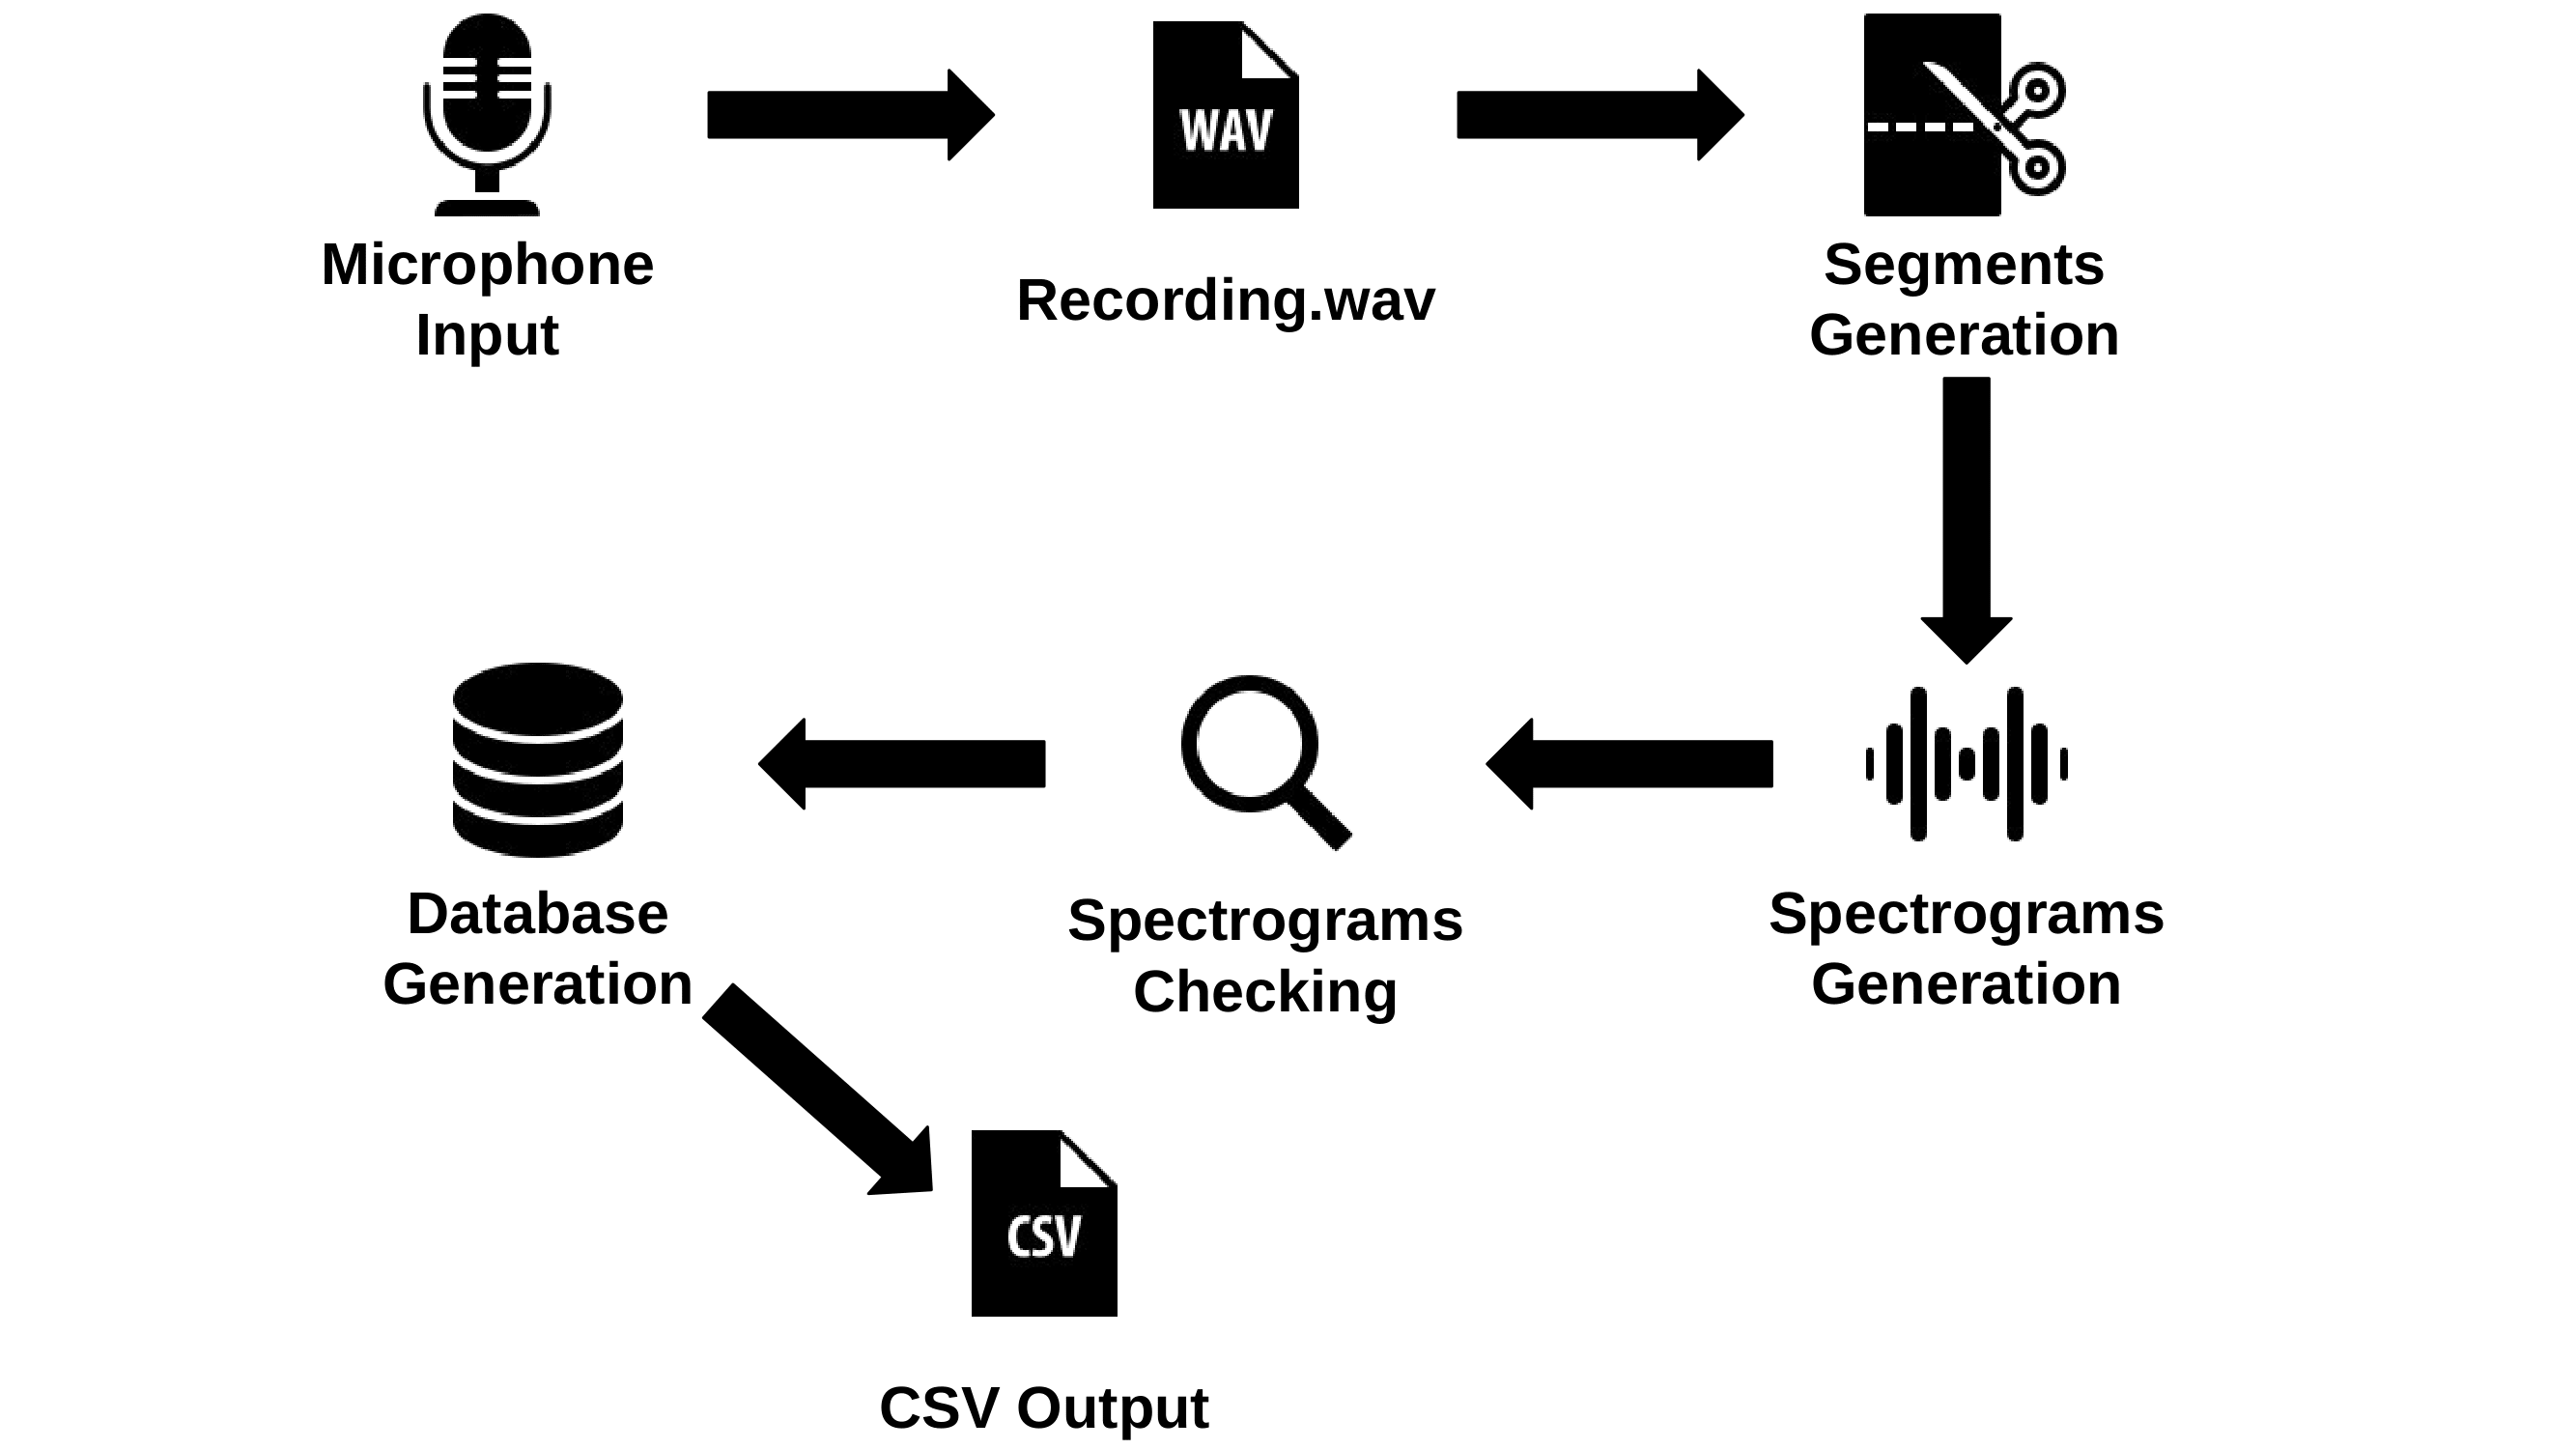 WAV
Microphone
Input
Recording.wav
Segments
Generation
Database
Generation
Spectrograms
Checking
Spectrograms
Generation
CSV
CSV Output